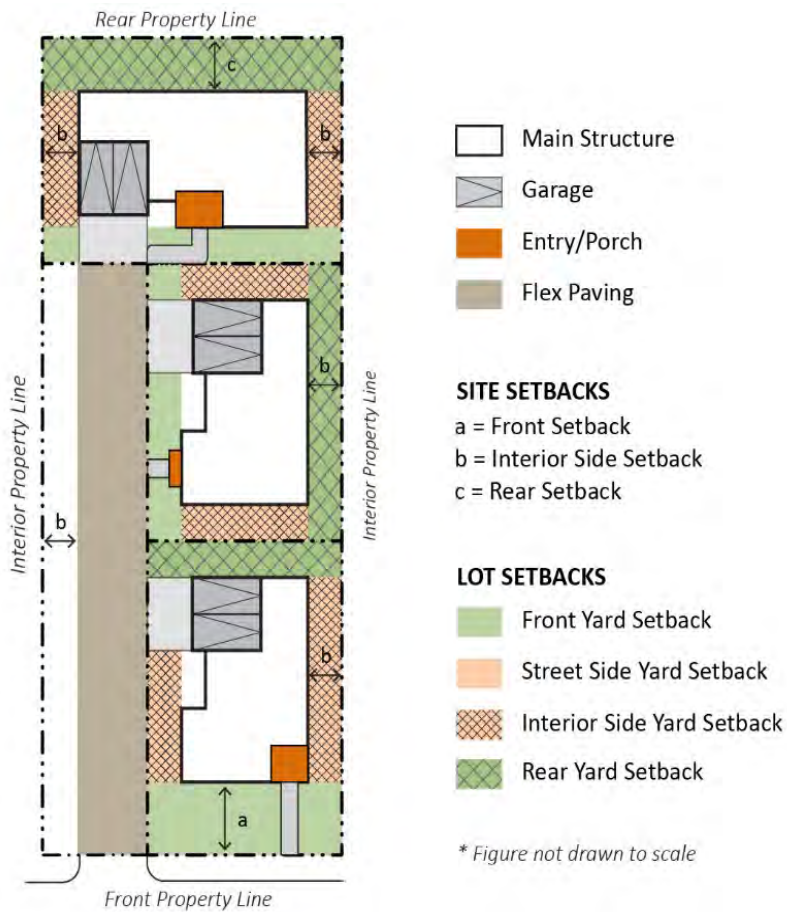 Rear Property Line
c
b
b
b
b
b
a
Interior Property Line
Interior Property Line
Front Property Line
Main Structure
Garage
Entry/Porch
Flex Paving
SITE SETBACKS
a = Front Setback
b = Interior Side Setback
c = Rear Setback
LOT SETBACKS
Front Yard Setback
Street Side Yard Setback
Interior Side Yard Setback
Rear Yard Setback
* Figure not drawn to scale